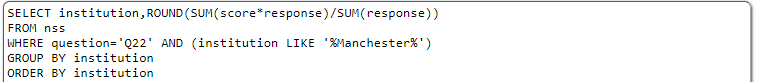 SELECT institution,ROUND(SUM(score*response)/SUM(response))
FROM nss
WHERE question='Q22' AND (institution LIKE '%Manchester%')
GROUP BY institution
ORDER BY institution